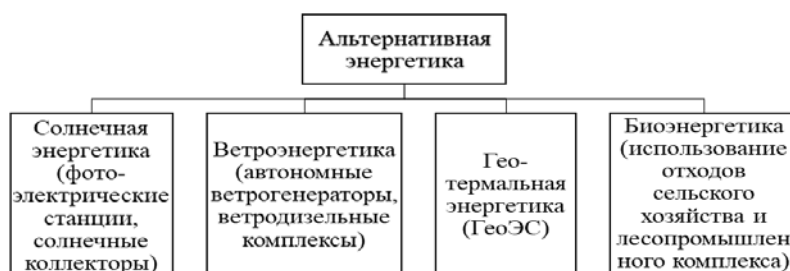 Альтернативная
энергетика
Солнечная
энергетика
(фото-
электрические
станции,
солнечные
коллекторы)
Ветроэнергетика
(автономные
ветрогенераторы,
ветродизельные
комплексы)
Гео-
термальная
энергетика
(ГеоЭС)
Биоэнергетика
(использование
отходов
сельского
хозяйства и
лесопромышлен
ного комплекса)